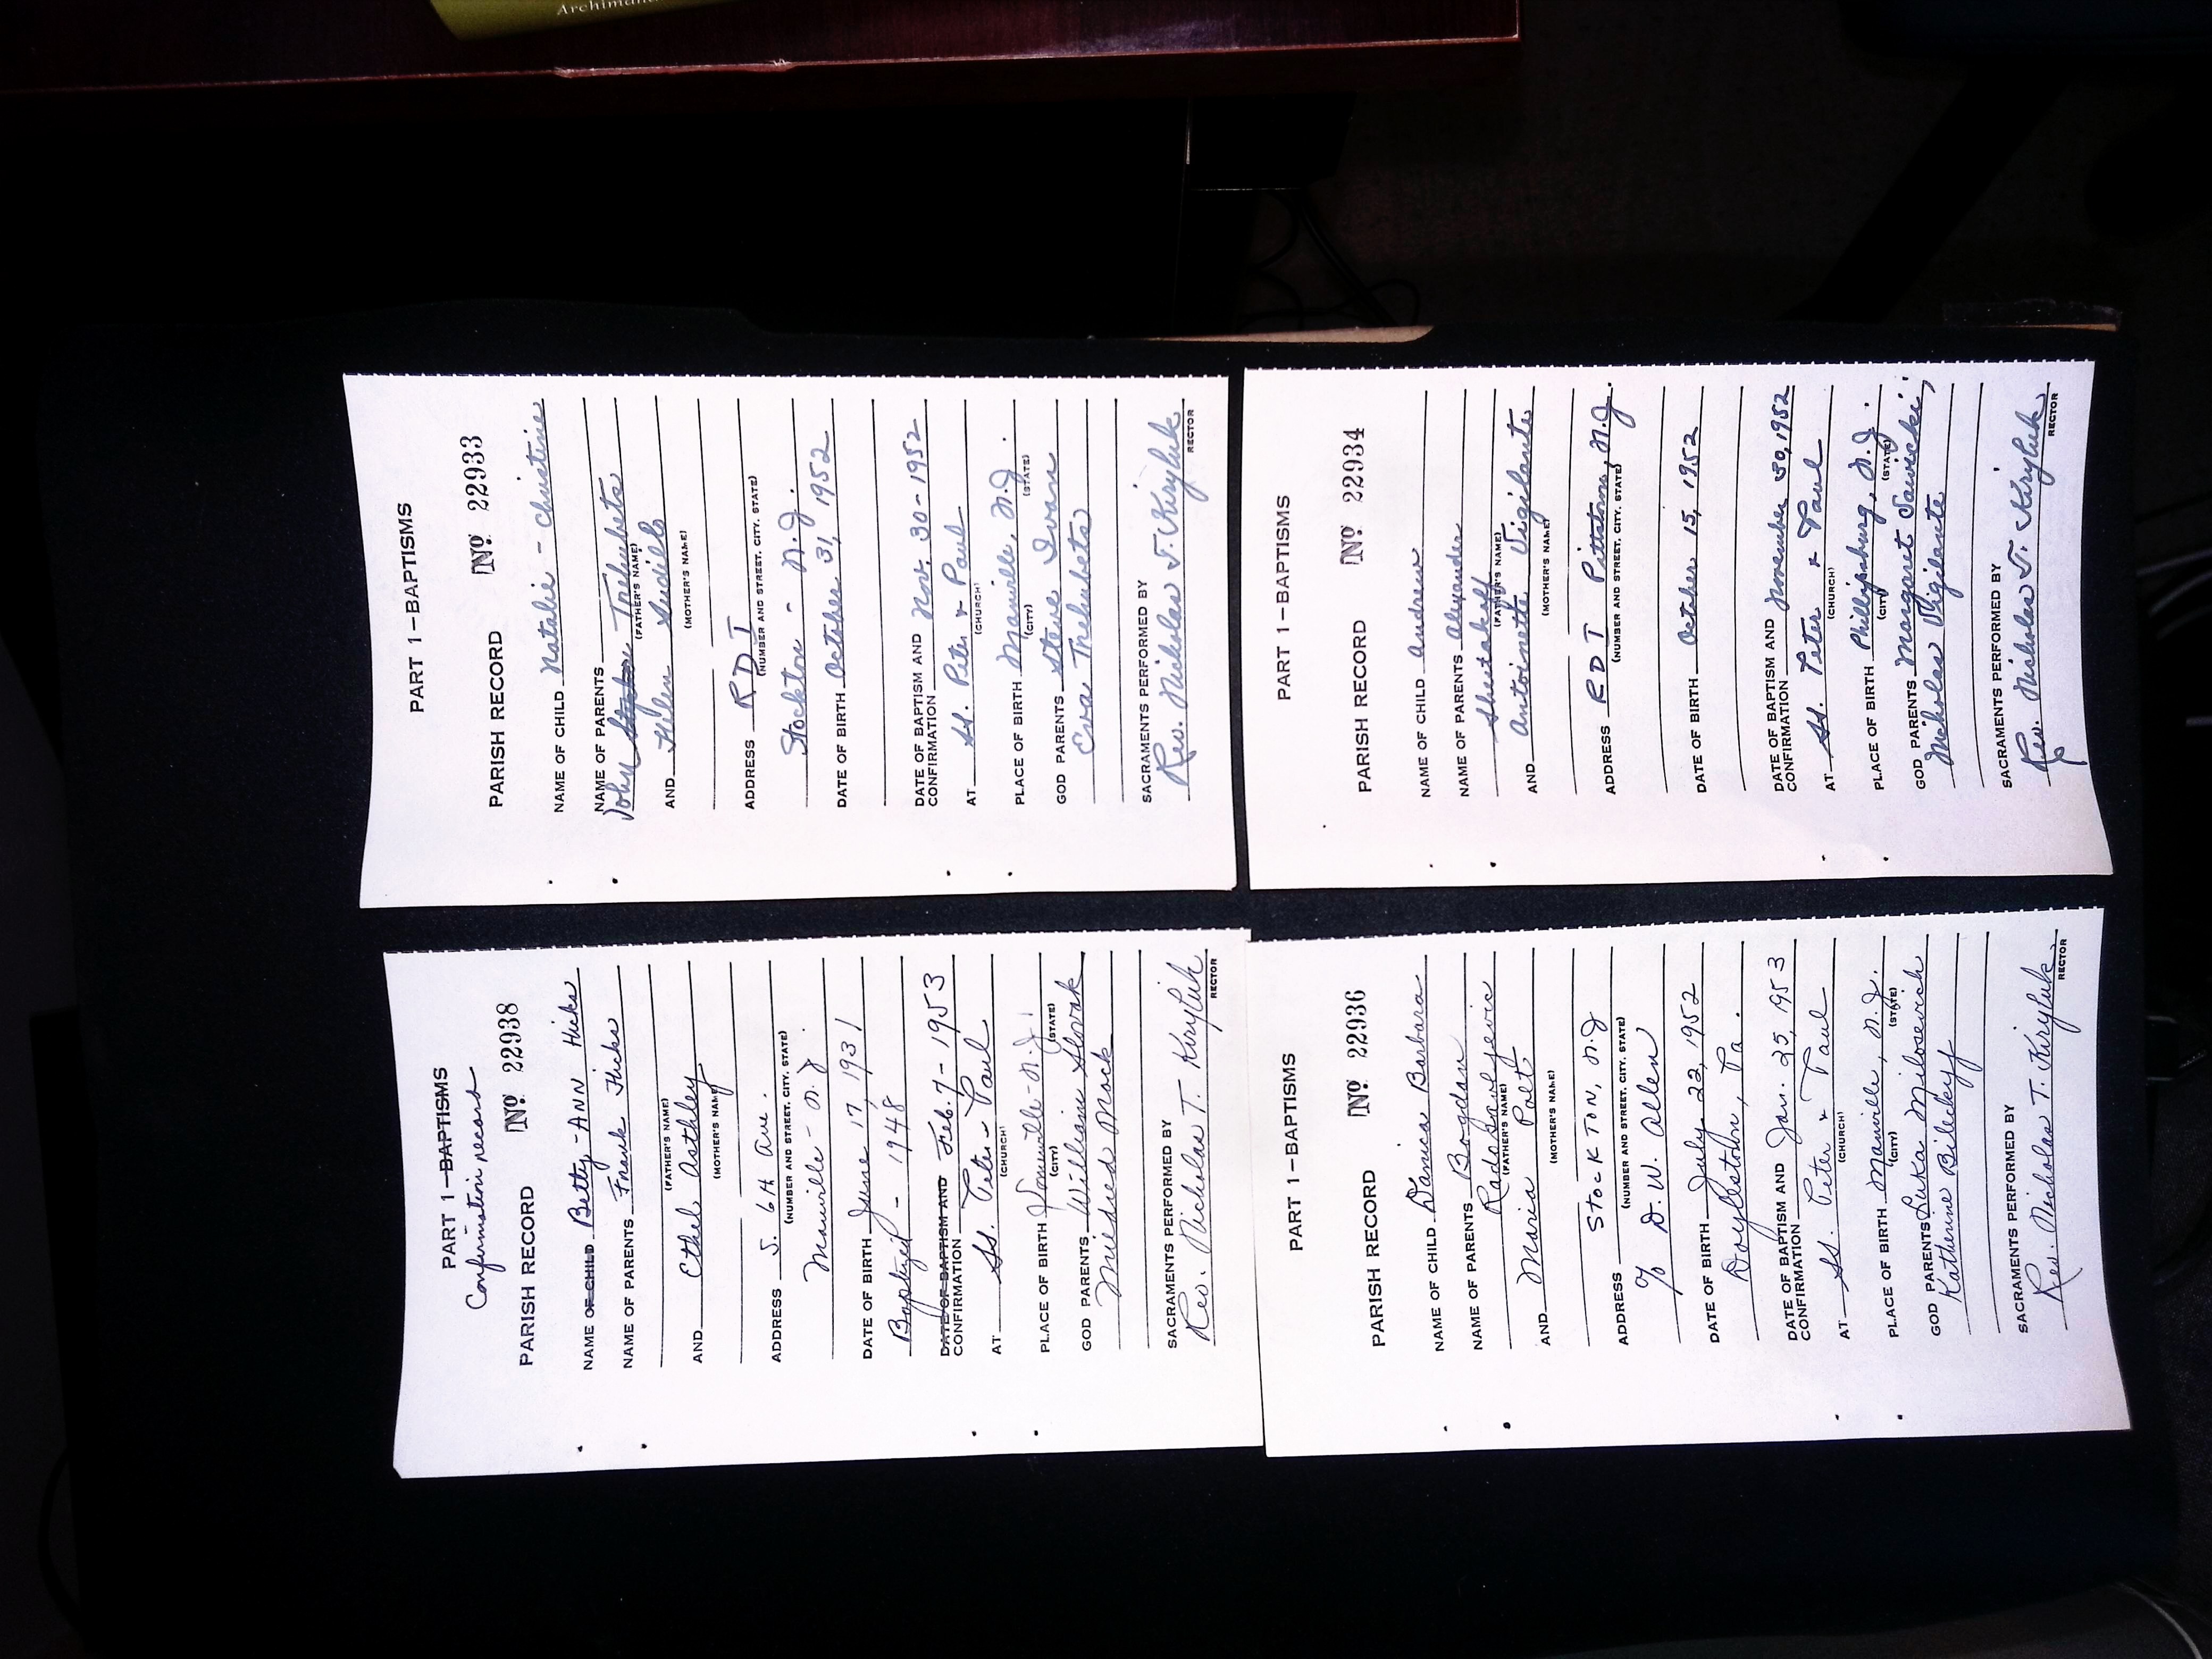 PART 1—BAPTISMS
Confirmation record
PARISH RECORD No 22938
NAME OF CHILD Betty-ANN Hicks
NAME OF PARENTS Frank Hicks
(FATHER'S NAME)
AND Ethel Asthley
(MOTHER'S NAME)
ADDRESS S. 6th Ave.
(NUMBER AND STREET, CITY, STATE)
Manville - N.J.
DATE OF BIRTH June 17, 1931
Baptized - 1948
DATE OF BAPTISM AND
CONFIRMATION Feb. 7 - 1953
AT SS. Peter & Paul
(CHURCH)
PLACE OF BIRTH Somerville - N.J.
(CITY) (STATE)
GOD PARENTS William Slovak
Mildred Mock
SACRAMENTS PERFORMED BY
Rev. Nicholas T. Kiryluk
RECTOR
PART 1—BAPTISMS
PARISH RECORD No 22933
NAME OF CHILD Natalie - Christine
NAME OF PARENTS
John Trehubets
(FATHER'S NAME)
AND Helen
(MOTHER'S NAME)
ADDRESS R D I
(NUMBER AND STREET, CITY, STATE)
Stockton - N.J.
DATE OF BIRTH October 31, 1952
DATE OF BAPTISM AND
CONFIRMATION Nov. 30 - 1952
AT SS. Peter & Paul
(CHURCH)
PLACE OF BIRTH Manville, N.J.
(CITY) (STATE)
GOD PARENTS Steve Ivan
Eva Trehubets
SACRAMENTS PERFORMED BY
Rev. Nicholas T. Kiryluk
RECTOR
PART 1—BAPTISMS
PARISH RECORD No 22936
NAME OF CHILD Danica Barbara
NAME OF PARENTS Bogdan
Radosavljevic
(FATHER'S NAME)
AND Maria Palt
(MOTHER'S NAME)
STOCKTON, N.J
ADDRESS
(NUMBER AND STREET, CITY, STATE)
% D.W. Allen
DATE OF BIRTH July 22, 1952
Doylestown, Pa.
DATE OF BAPTISM AND
CONFIRMATION Jan. 25, 1953
AT SS. Peter & Paul
(CHURCH)
PLACE OF BIRTH Manville, N.J.
(CITY) (STATE)
GOD PARENTS Luka Milosevich
Katherine Bileckyj
SACRAMENTS PERFORMED BY
Rev. Nicholas T. Kiryluk
RECTOR
PART 1—BAPTISMS
PARISH RECORD No 22934
NAME OF CHILD Andrew
NAME OF PARENTS Alexander
Shestakoff
(FATHER'S NAME)
AND Antoinette Vigilante
(MOTHER'S NAME)
ADDRESS R D I Pittstown, N.J.
(NUMBER AND STREET, CITY, STATE)
DATE OF BIRTH October 15, 1952
DATE OF BAPTISM AND
CONFIRMATION November 30, 1952
AT SS. Peter & Paul
(CHURCH)
PLACE OF BIRTH Phillipsburg, N.J.
(CITY) (STATE)
GOD PARENTS Margaret Sawicki,
Nicholas Vigilante
SACRAMENTS PERFORMED BY
Rev. Nicholas T. Kiryluk
RECTOR